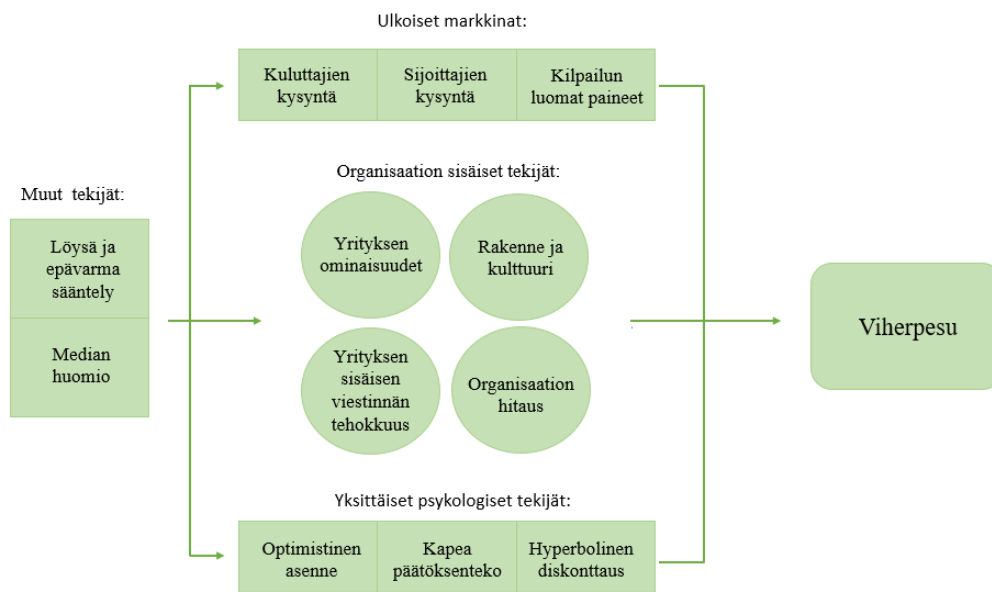 Ulkoiset markkinat:
Kuluttajien
kysyntä
Sijoittajien
kysyntä
Kilpailun
luomat paineet
Muut tekijät:
Löysä ja
epävarma
sääntely
Median
huomio
Organisaation sisäiset tekijät:
Yrityksen
ominaisuudet
Rakenne ja
kulttuuri
Yrityksen
sisäisen
viestinnän
tehokkuus
Organisaation
hitaus
Yksittäiset psykologiset tekijät:
Optimistinen
asenne
Kapea
päätöksenteko
Hyperbolinen
diskonttaus
Viherpesu